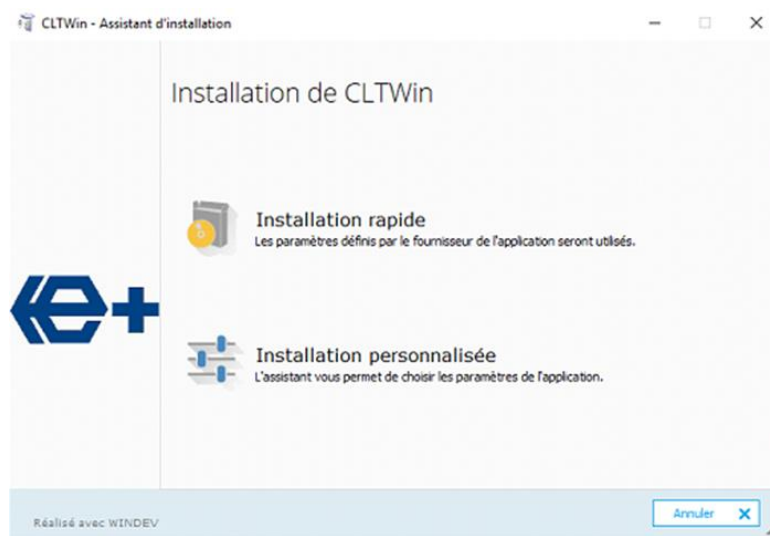 CLTWin - Assistant d'installation
Installation de CLTWin
Installation rapide
Les paramètres définis par le fournisseur de l'application seront utilisés.
e+
Installation personnalisée
L'assistant vous permet de choisir les paramètres de l'application.
Réalisé avec WINDEV
Annuler